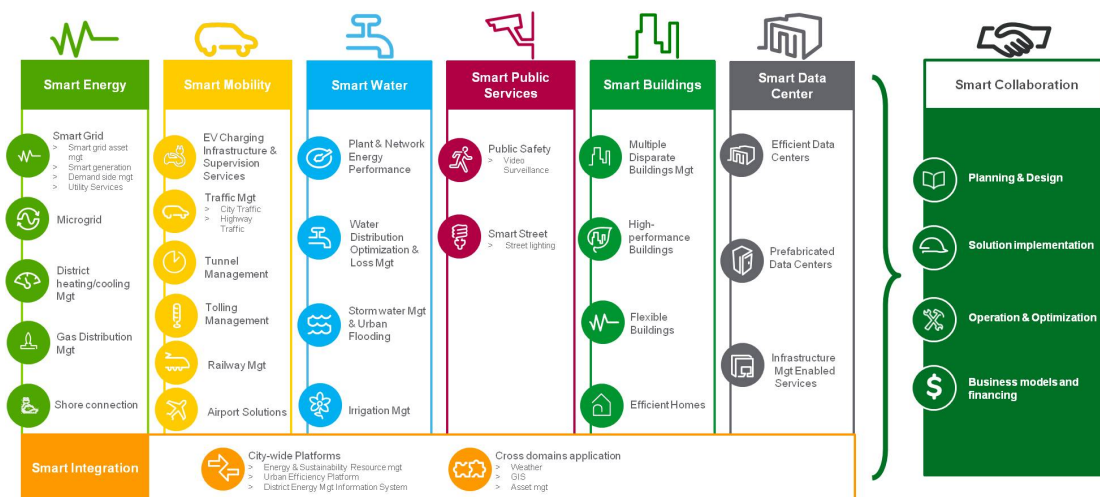 Smart Energy
Smart Grid
> Smart grid asset
mgt
> Smart generation
> Demand side mgt
> Utility Services
Microgrid
District
heating/cooling
Mgt
Gas Distribution
Mgt
Shore connection
Smart Mobility
EV Charging
Infrastructure &
Supervision
Services
Traffic Mgt
> City Traffic
> Highway
Traffic
Tunnel
Management
Tolling
Management
Railway Mgt
Airport Solutions
Smart Water
Plant & Network
Energy
Performance
Water
Distribution
Optimization &
Loss Mgt
Stormwater Mgt
& Urban
Flooding
Irrigation Mgt
Smart Public
Services
Public Safety
> Video
Surveillance
Smart Street
> Street lighting
Smart Buildings
Multiple
Disparate
Buildings Mgt
High-
performance
Buildings
Flexible
Buildings
Efficient Homes
Smart Data
Center
Efficient Data
Centers
Prefabricated
Data Centers
Infrastructure
Mgt Enabled
Services
Smart Integration
City-wide Platforms
> Energy & Sustainability Resource mgt
> Urban Efficiency Platform
> District Energy Mgt Information System
Cross domains application
> Weather
> GIS
> Asset mgt
Smart Collaboration
Planning & Design
Solution implementation
Operation & Optimization
$
Business models and
financing